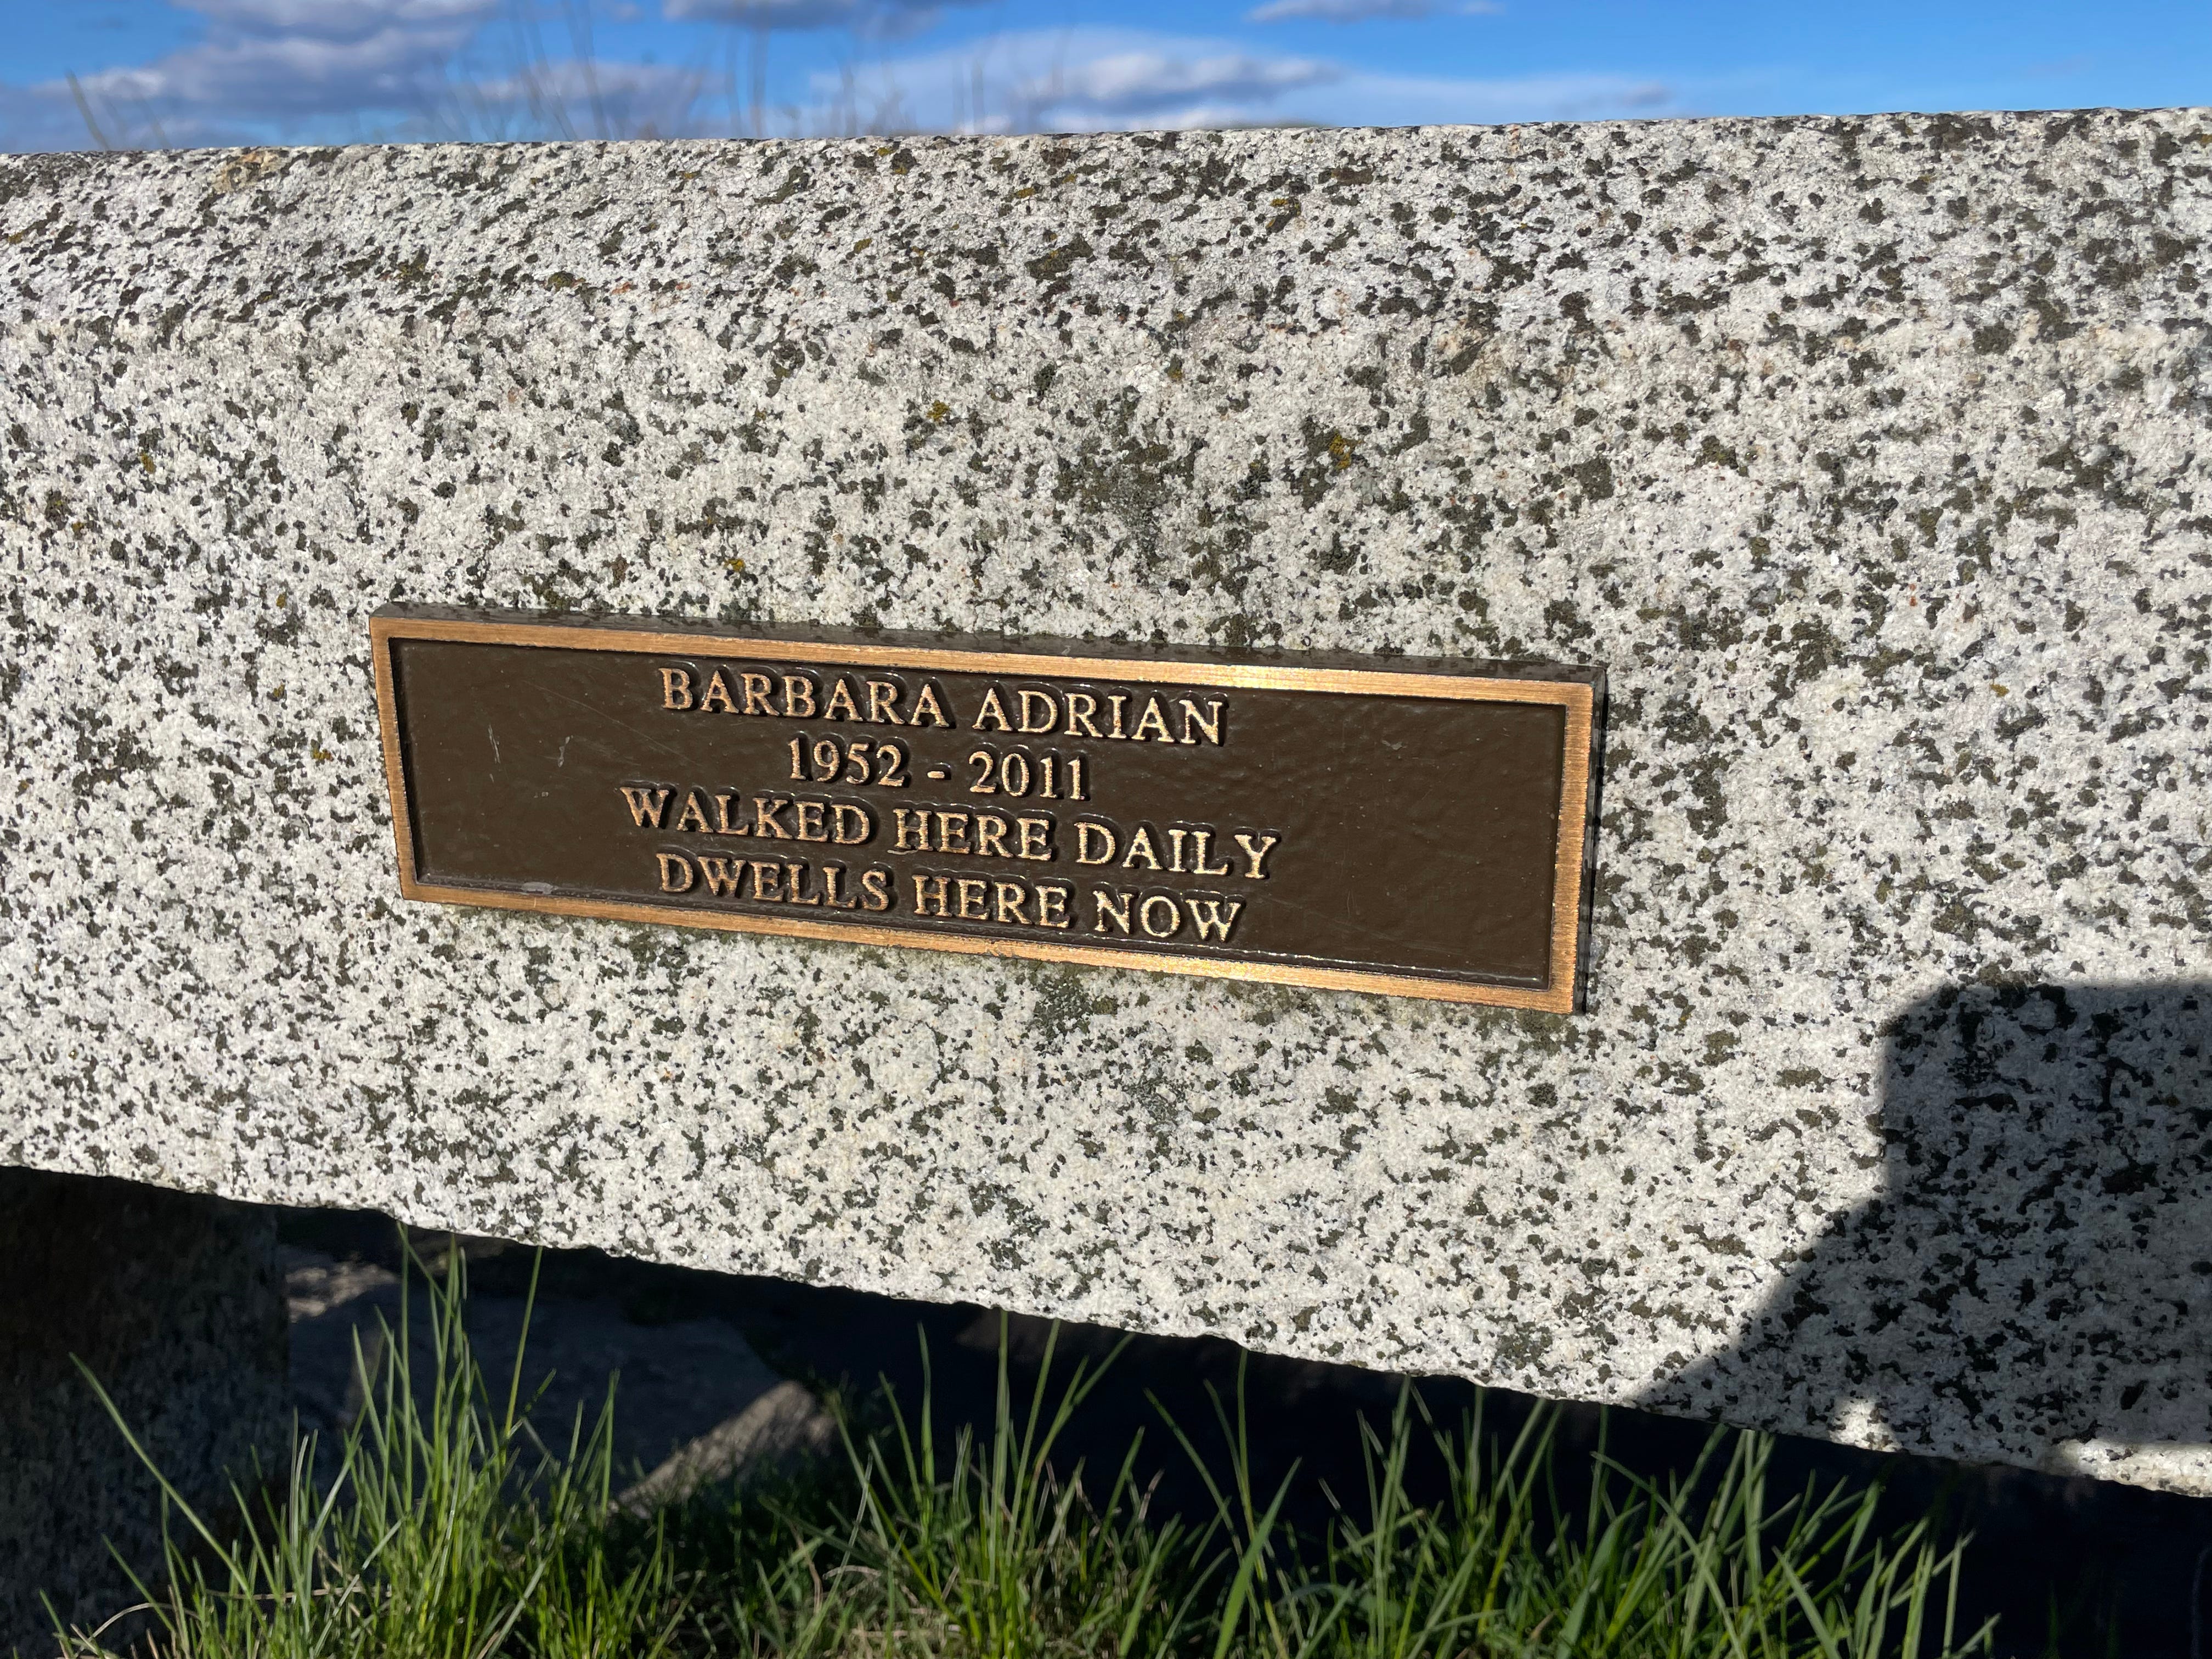 BARBARA ADRIAN
1952 - 2011
WALKED HERE DAILY
DWELLS HERE NOW